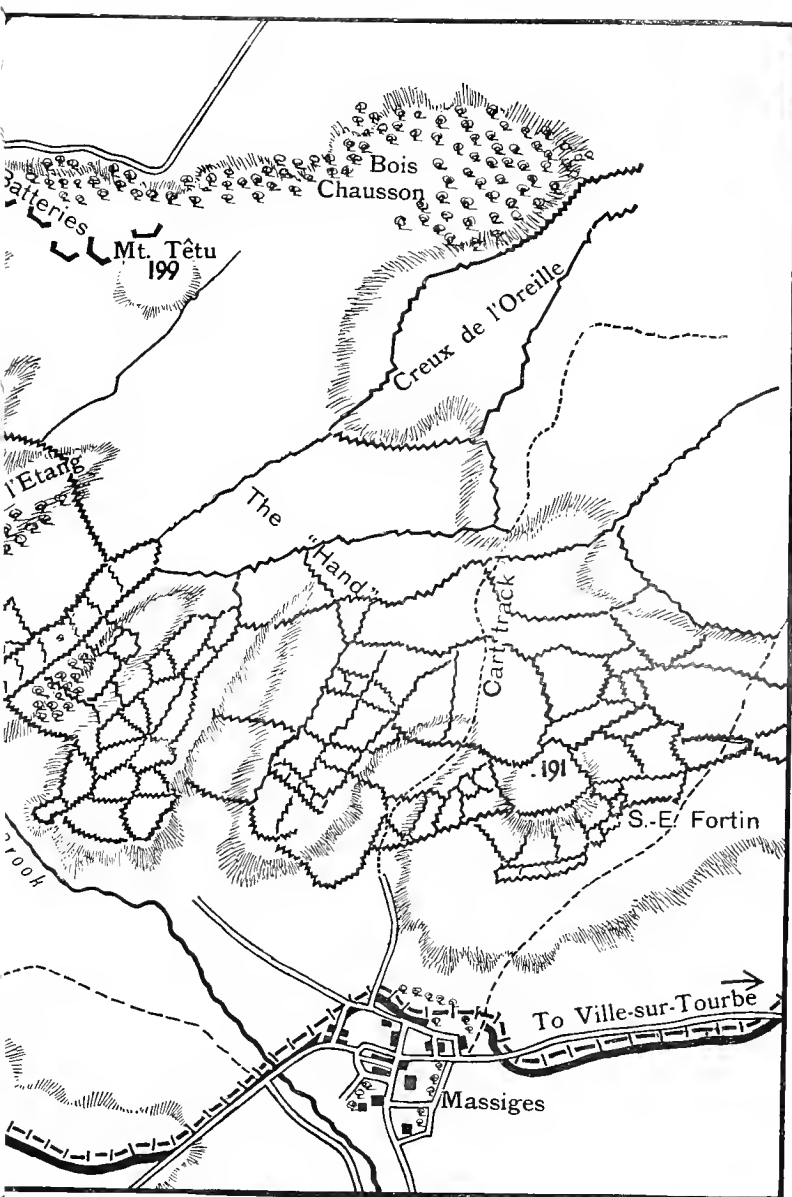 Bois
Chausson
Batteries
Mt. Têtu
199
Creux de l'Oreille
l'Etang
The
"Hand"
Cart track
.191
S.-E. Fortin
Brook
To Ville-sur-Tourbe
Massiges